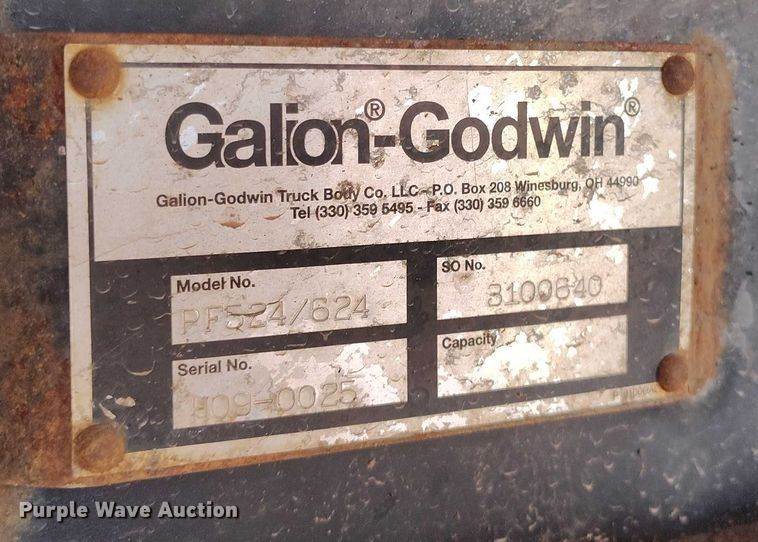 Galion®-Godwin®
Galion-Godwin Truck Body Co. LLC - P.O. Box 208 Winesburg, OH 44990
Tel (330) 359 5495 - Fax (330) 359 6660
Model No.
PF524/624
SO No.
3100640
Serial No.
H09-0025
Capacity
Purple Wave Auction